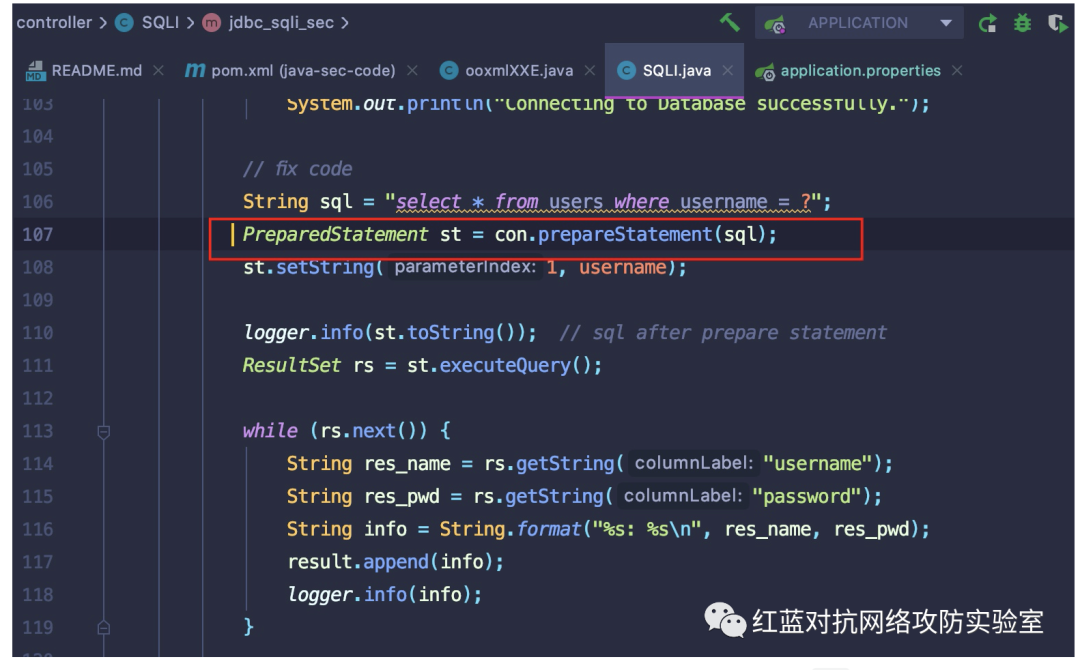 controller > C SQLI > m jdbc_sqli_sec >
APPLICATION
MD README.md ×
m pom.xml (java-sec-code) ×
C ooxmlXXE.java ×
C SQLI.java ×
application.properties ×
103 System.out.println("Connecting to Database successfully.");
104
105 // fix code
106 String sql = "select * from users where username = ?";
107 PreparedStatement st = con.prepareStatement(sql);
108 st.setString( parameterIndex: 1, username);
109
110 logger.info(st.toString());  // sql after prepare statement
111 ResultSet rs = st.executeQuery();
112
113 while (rs.next()) {
114 String res_name = rs.getString( columnLabel: "username");
115 String res_pwd = rs.getString( columnLabel: "password");
116 String info = String.format("%s: %s\n", res_name, res_pwd);
117 result.append(info);
118 logger.info(info);
119 }
红蓝对抗网络攻防实验室